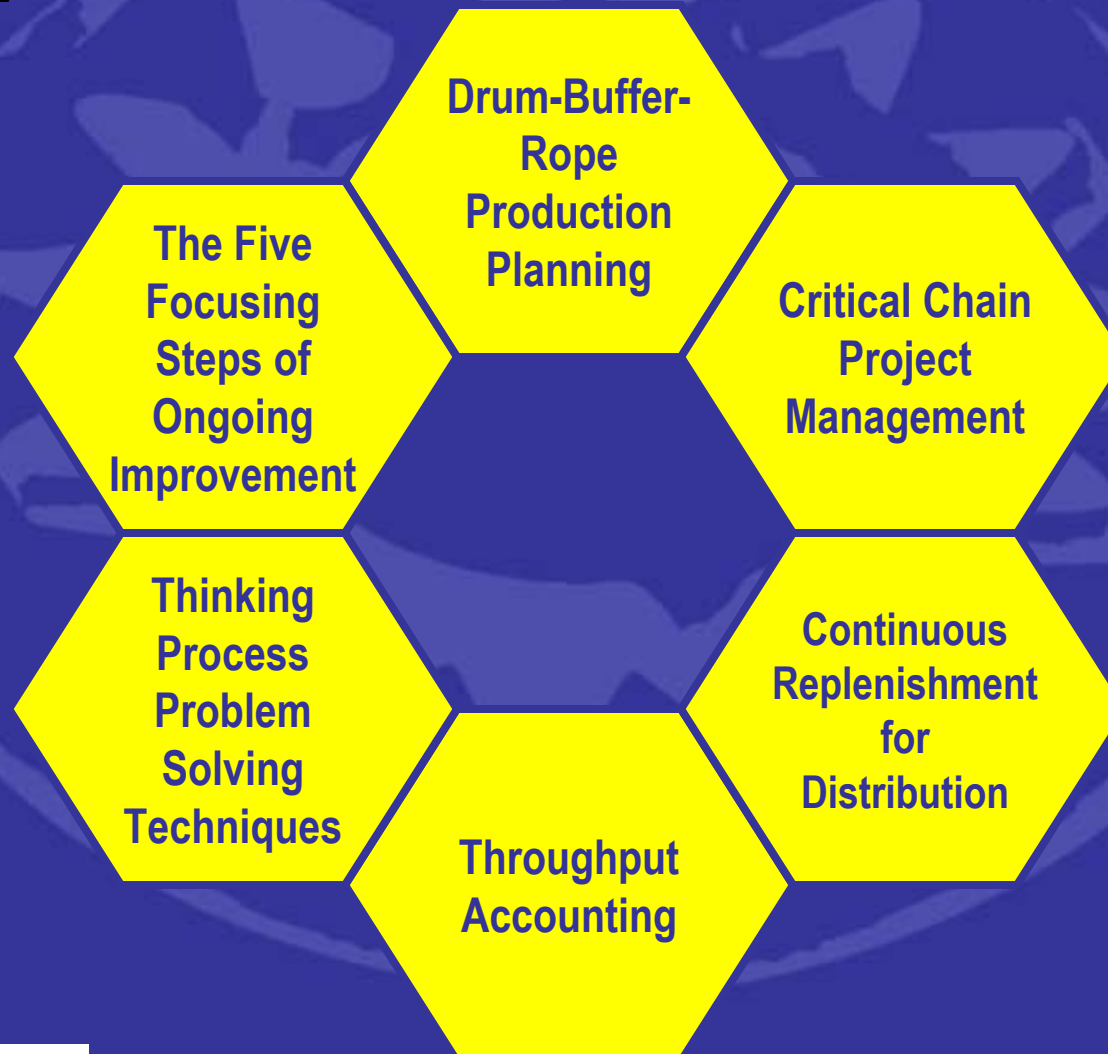 Drum-Buffer-
Rope
Production
Planning
The Five
Focusing
Steps of
Ongoing
Improvement
Critical Chain
Project
Management
Thinking
Process
Problem
Solving
Techniques
Continuous
Replenishment
for
Distribution
Throughput
Accounting